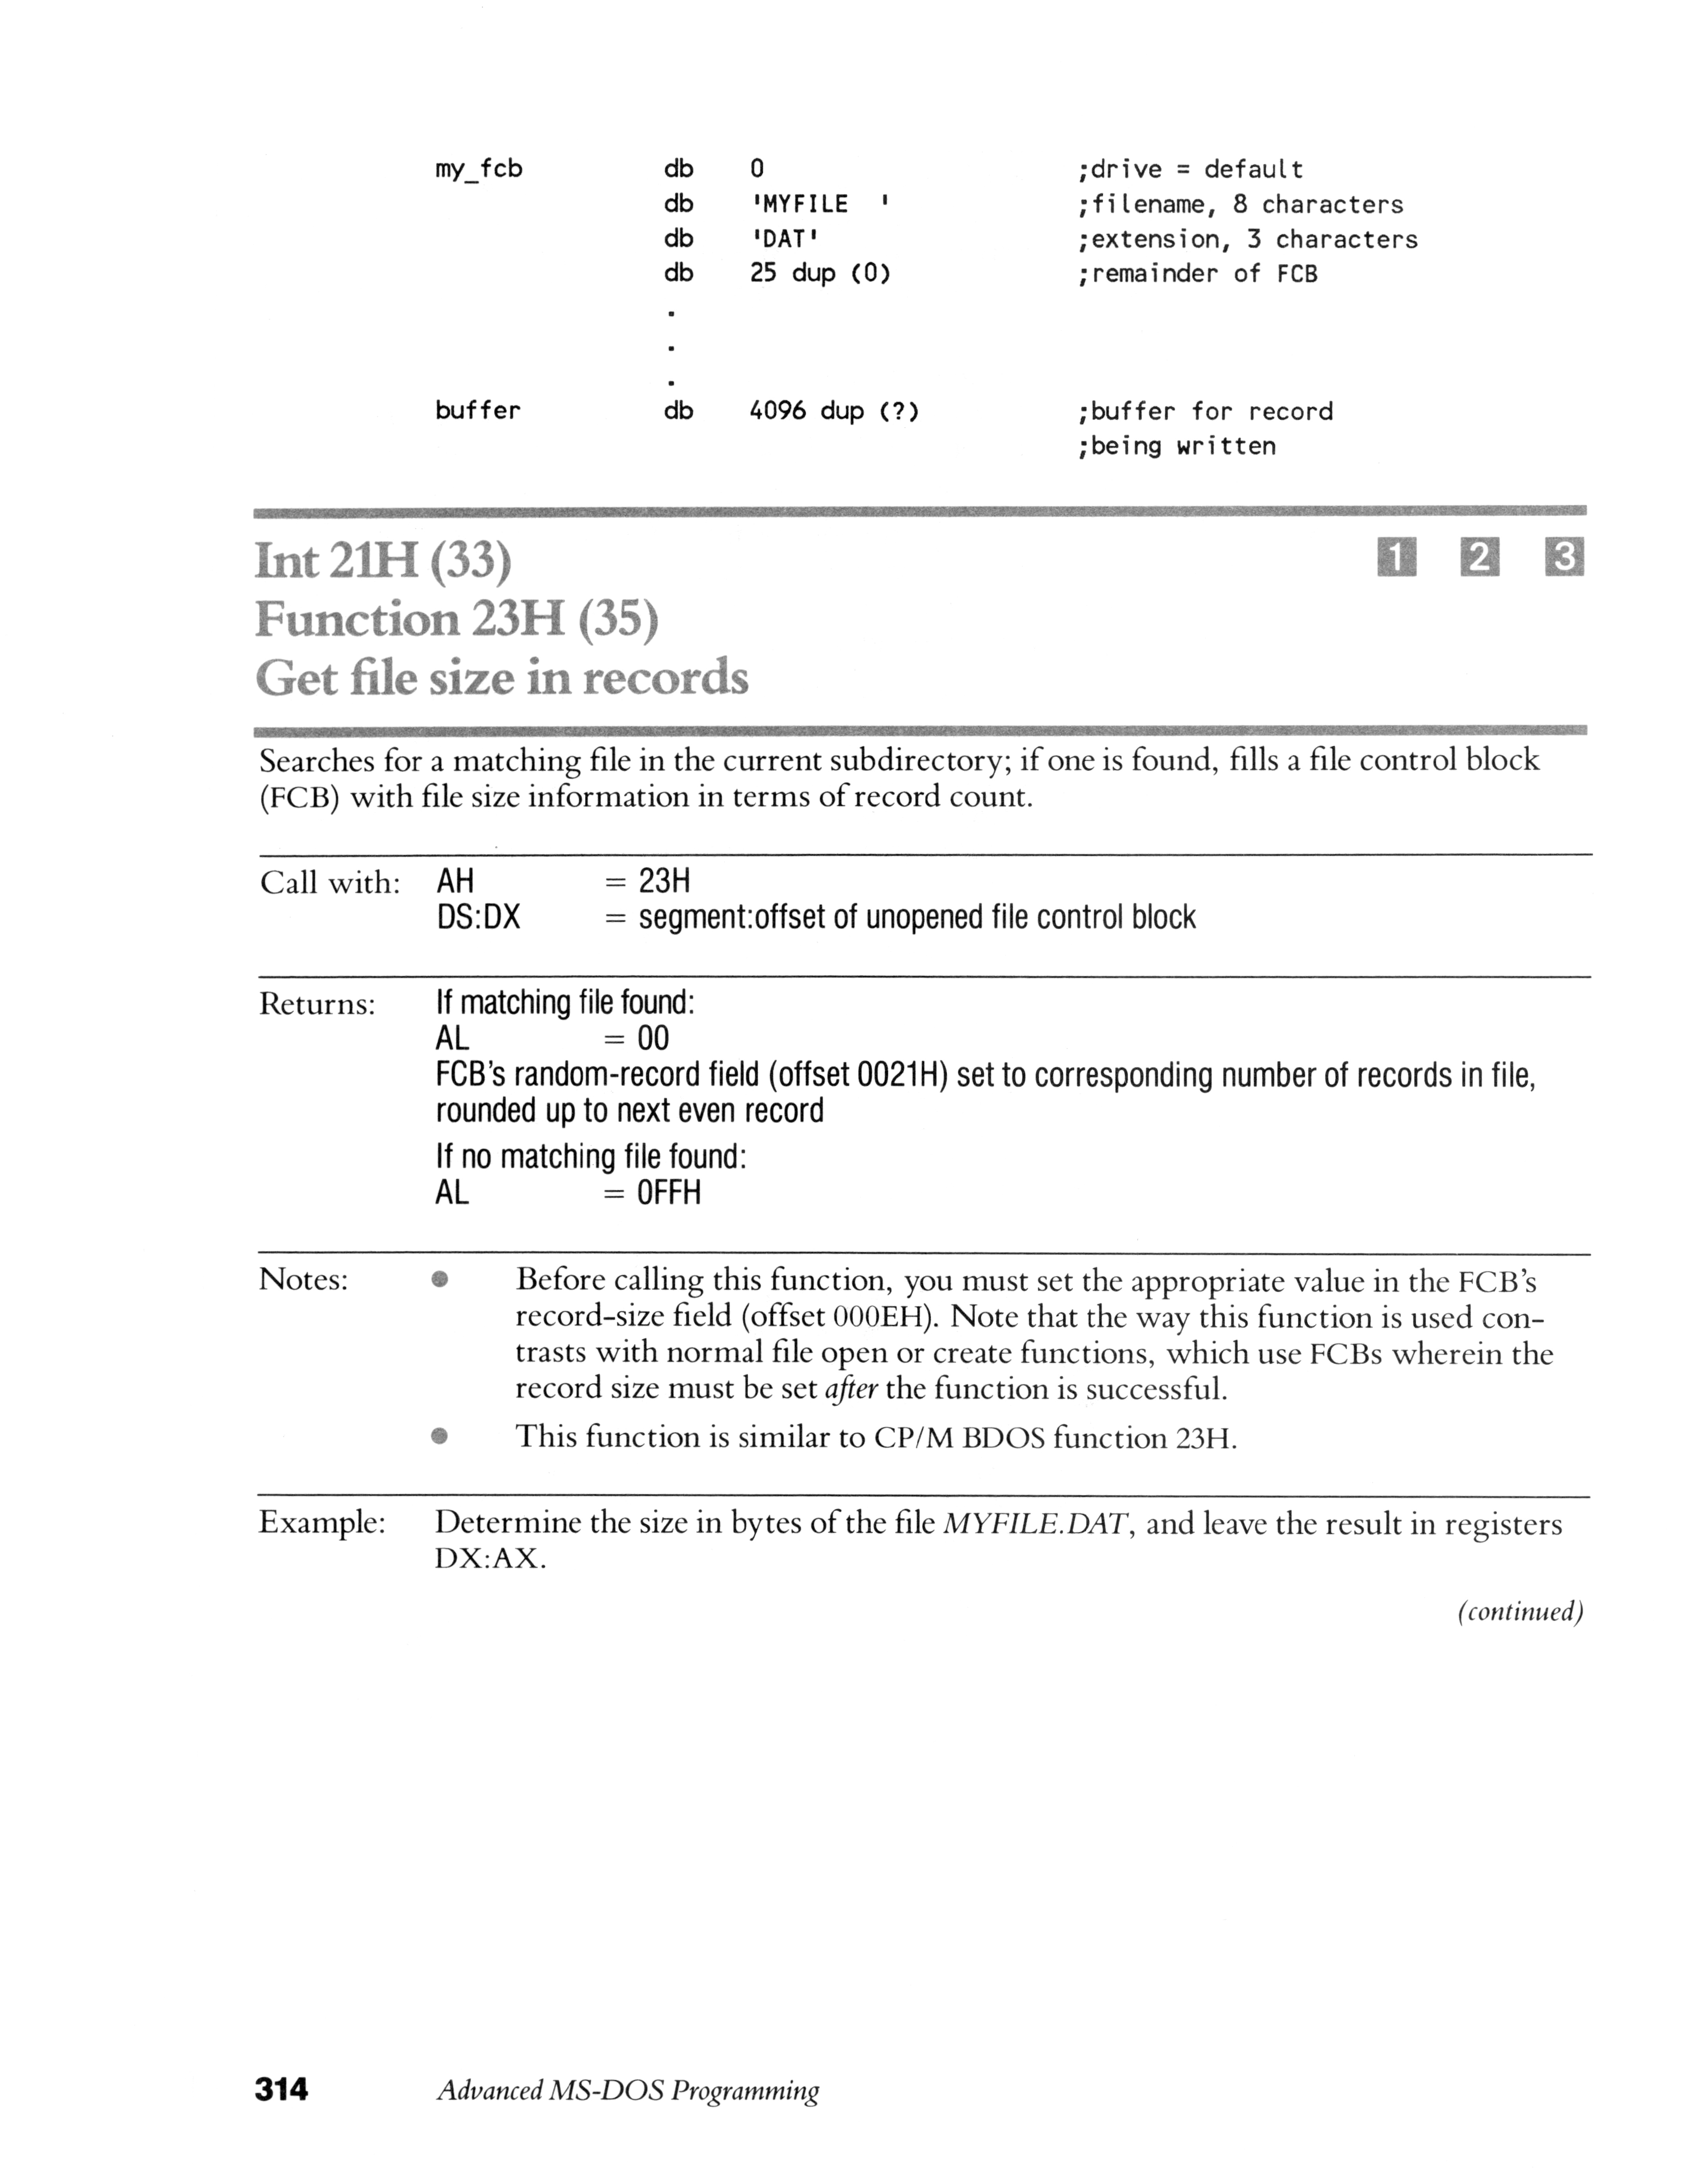 my_fcb db 0 ;drive = default
db 'MYFILE  ' ;filename, 8 characters
db 'DAT' ;extension, 3 characters
db 25 dup (0) ;remainder of FCB
.
.
.
buffer db 4096 dup (?) ;buffer for record
;being written
Int 21H (33) 1 2 3
Function 23H (35)
Get file size in records
Searches for a matching file in the current subdirectory; if one is found, fills a file control block
(FCB) with file size information in terms of record count.
Call with: AH = 23H
DS:DX = segment:offset of unopened file control block
Returns: If matching file found:
AL = 00
FCB's random-record field (offset 0021H) set to corresponding number of records in file,
rounded up to next even record
If no matching file found:
AL = 0FFH
Notes: ● Before calling this function, you must set the appropriate value in the FCB's
record-size field (offset 000EH). Note that the way this function is used con-
trasts with normal file open or create functions, which use FCBs wherein the
record size must be set after the function is successful.
● This function is similar to CP/M BDOS function 23H.
Example: Determine the size in bytes of the file MYFILE.DAT, and leave the result in registers
DX:AX.
(continued)
314 Advanced MS-DOS Programming